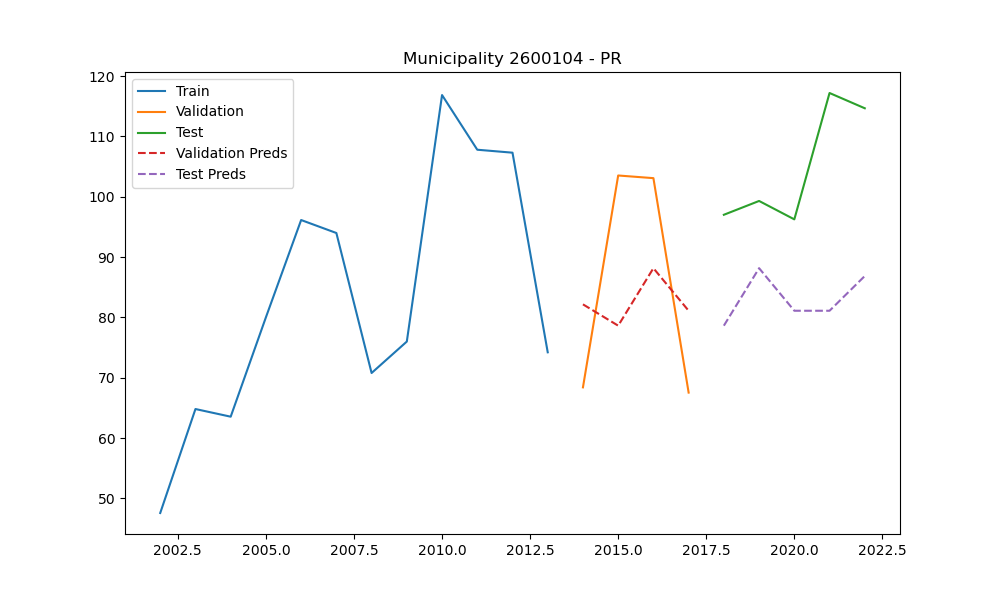 Municipality 2600104 - PR
Train
Validation
Test
Validation Preds
Test Preds
120
110
100
90
80
70
60
50
2002.5 2005.0 2007.5 2010.0 2012.5 2015.0 2017.5 2020.0 2022.5